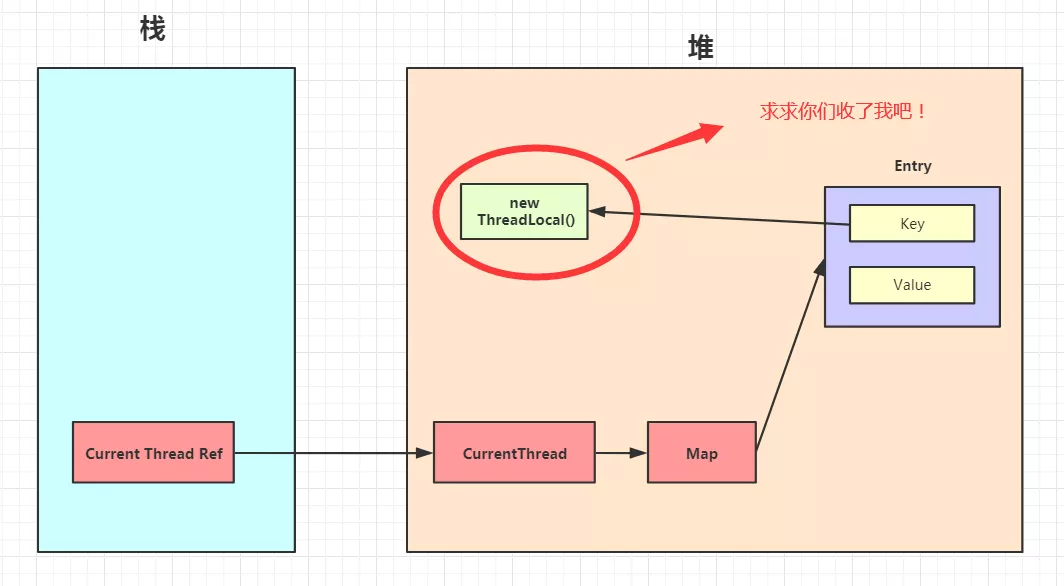 栈
堆
求求你们收了我吧！
Entry
new
ThreadLocal()
Key
Value
Current Thread Ref
CurrentThread
Map